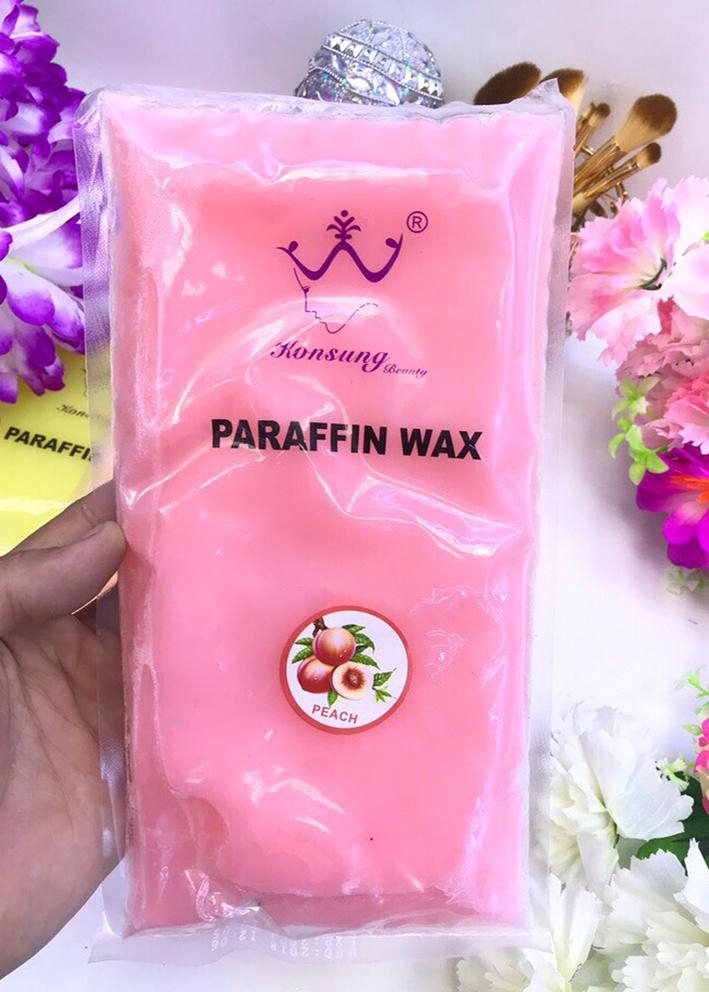 ®
Konsung Beauty
PARAFFIN WAX
PEACH
PARAFFI